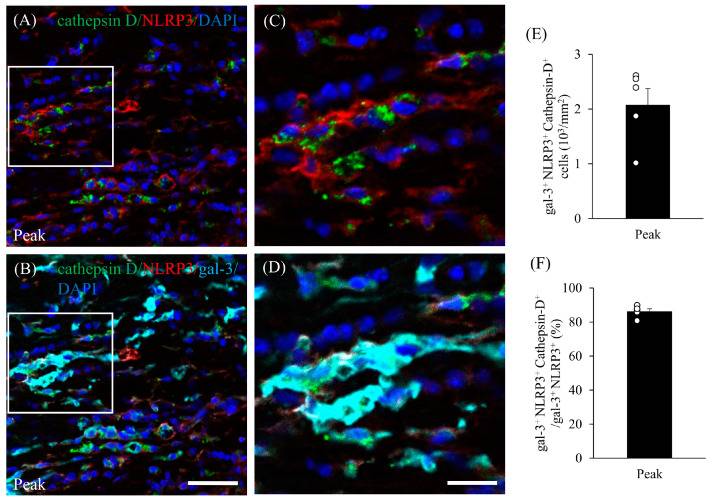 (A) cathepsin D/NLRP3/DAPI
Peak
(C)
(B) cathepsin D/NLRP3/gal-3/
DAPI
Peak
(D)
(E)
gal-3⁺ NLRP3⁺ Cathepsin-D⁺
cells (10³/mm²)
3
2
1
0
Peak
(F)
gal-3⁺ NLRP3⁺ Cathepsin-D⁺
/gal-3⁺ NLRP3⁺ (%)
100
80
60
40
20
0
Peak